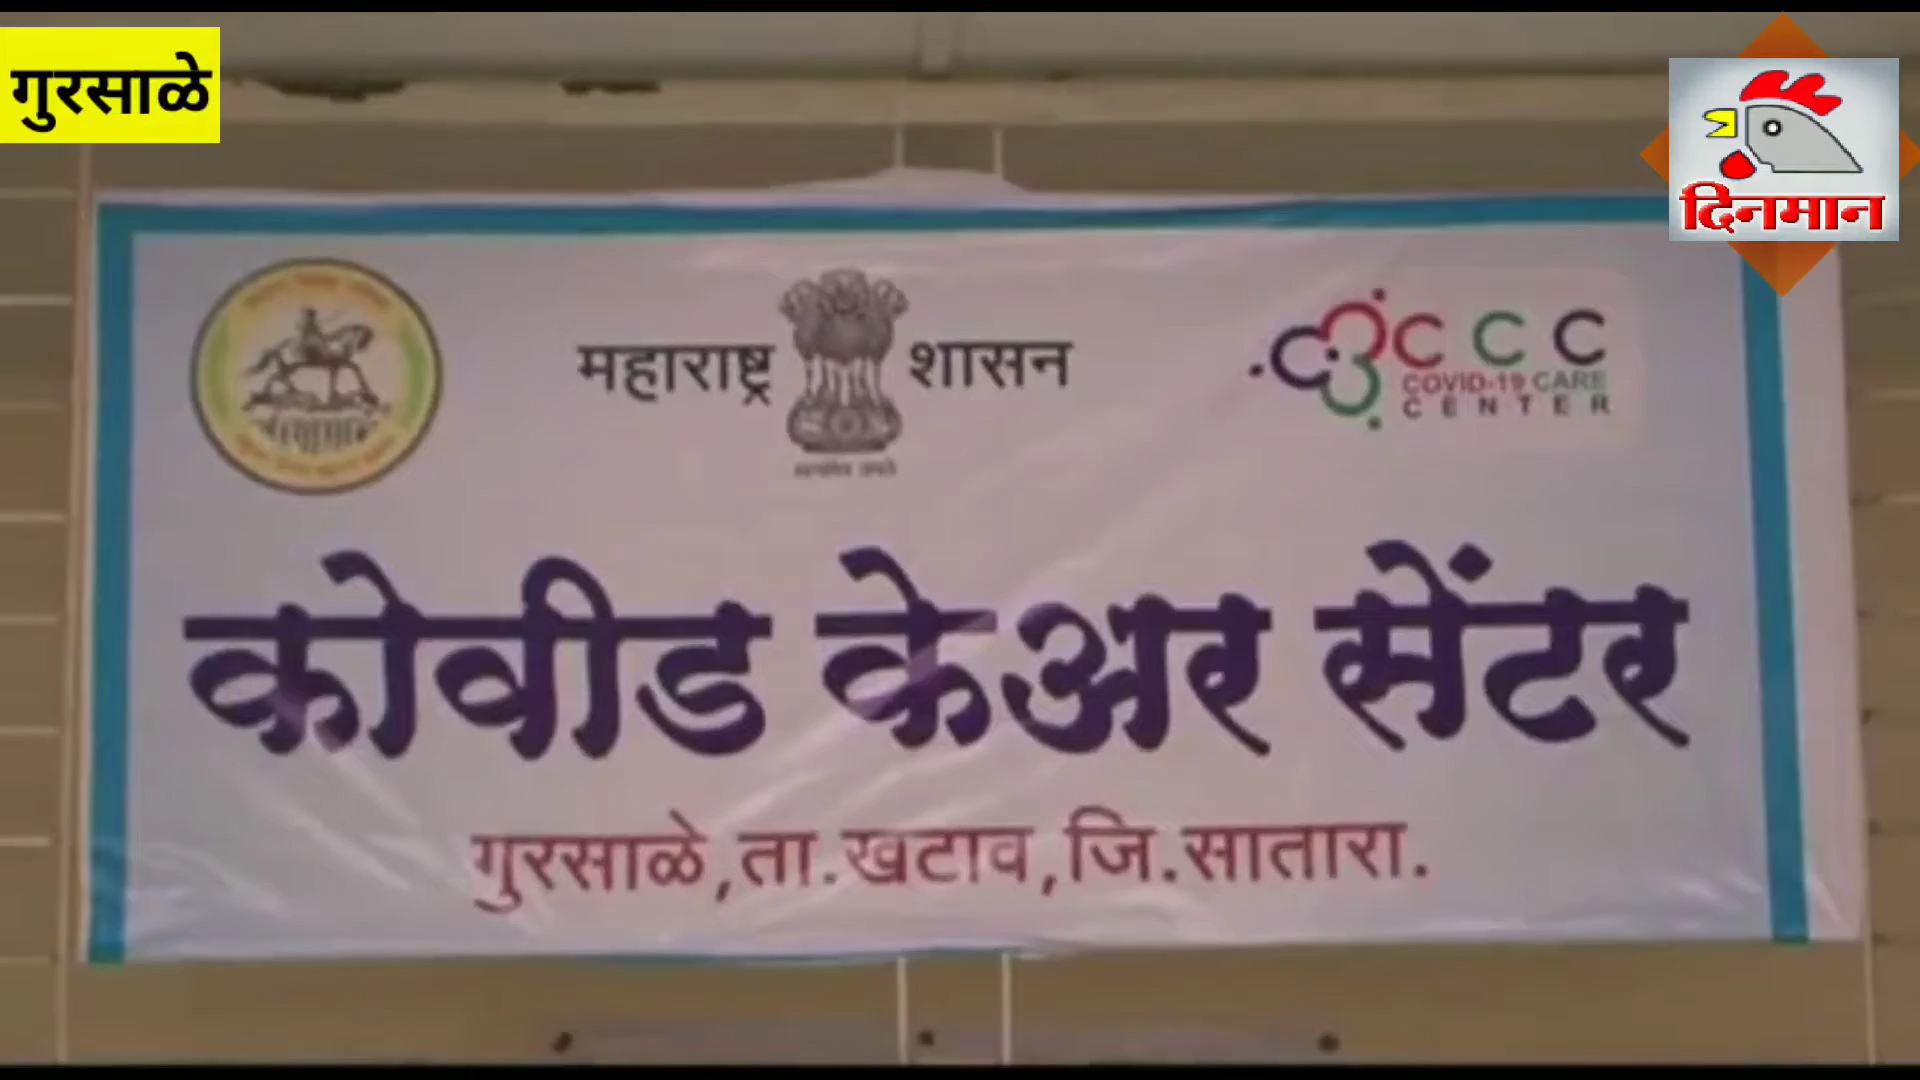 गुरसाळे
दिनमान
महाराष्ट्र शासन
C C C
COVID-19 CARE
CENTER
कोवीड केअर सेंटर
गुरसाळे,ता.खटाव,जि.सातारा.